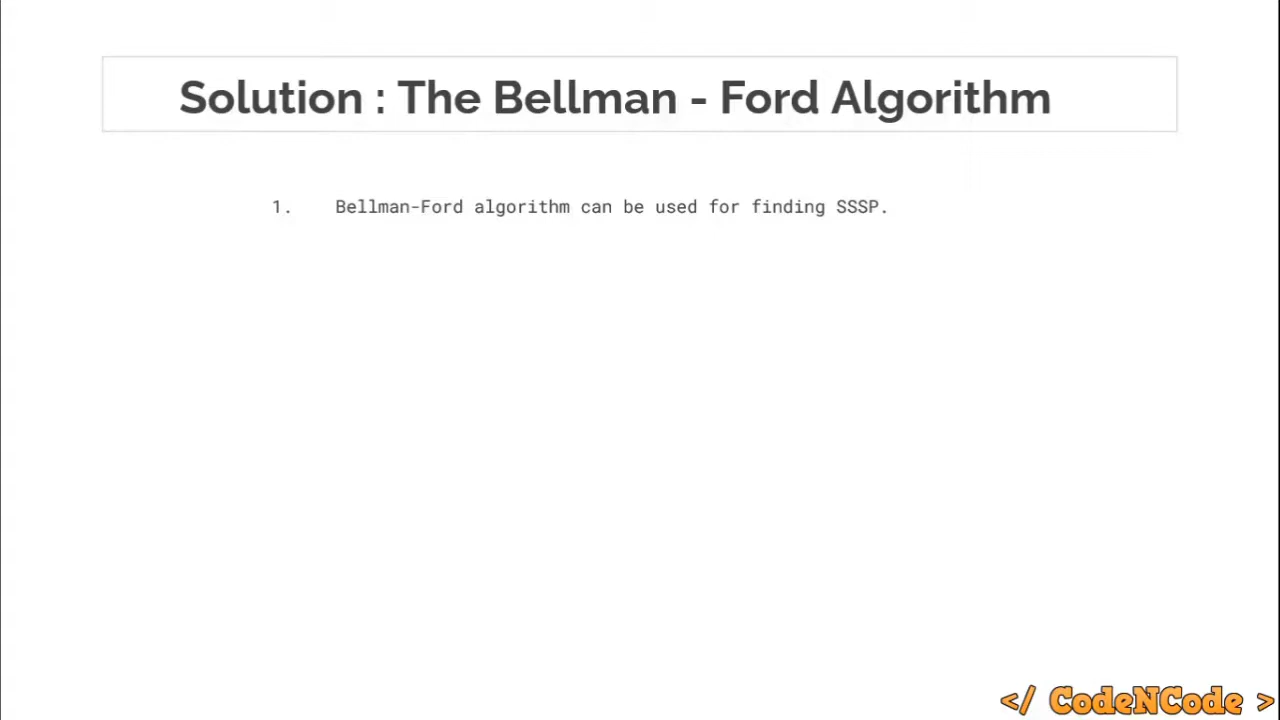 Solution : The Bellman - Ford Algorithm
1. Bellman-Ford algorithm can be used for finding SSSP.
</ CodeNCode >